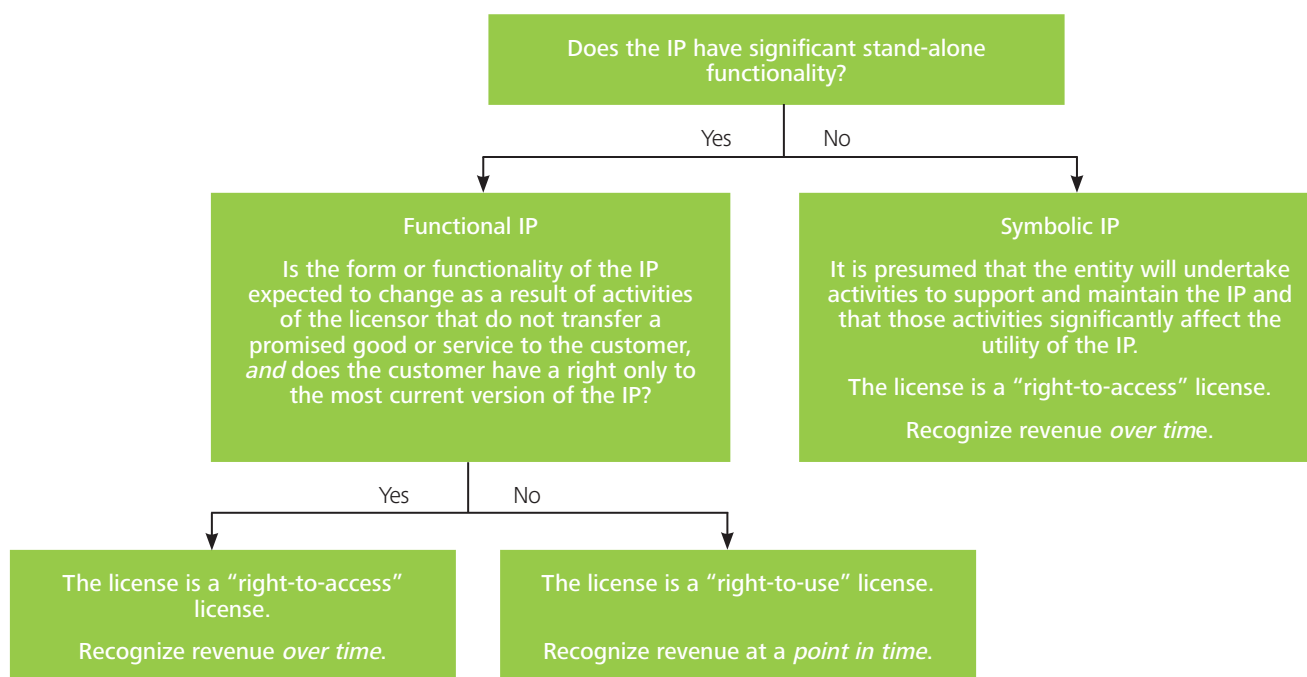 Does the IP have significant stand-alone
functionality?
Yes
No
Functional IP
Is the form or functionality of the IP
expected to change as a result of activities
of the licensor that do not transfer a
promised good or service to the customer,
and does the customer have a right only to
the most current version of the IP?
Symbolic IP
It is presumed that the entity will undertake
activities to support and maintain the IP and
that those activities significantly affect the
utility of the IP.
The license is a “right-to-access” license.
Recognize revenue over time.
Yes
No
The license is a “right-to-access”
license.
Recognize revenue over time.
The license is a “right-to-use” license.
Recognize revenue at a point in time.